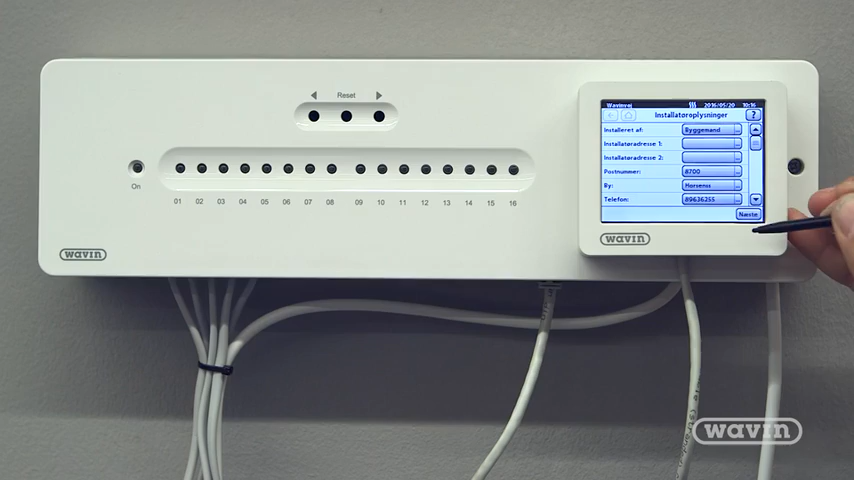 ◀ Reset ▶
On
01 02 03 04 05 06 07 08 09 10 11 12 13 14 15 16
wavin
Wavinvej 2016/05/20 10:16
Installatøroplysninger ?
Installeret af: Byggemand
Installatøradresse 1:
Installatøradresse 2:
Postnummer: 8700
By: Horsens
Telefon: 89636255
Næste
wavin
wavin